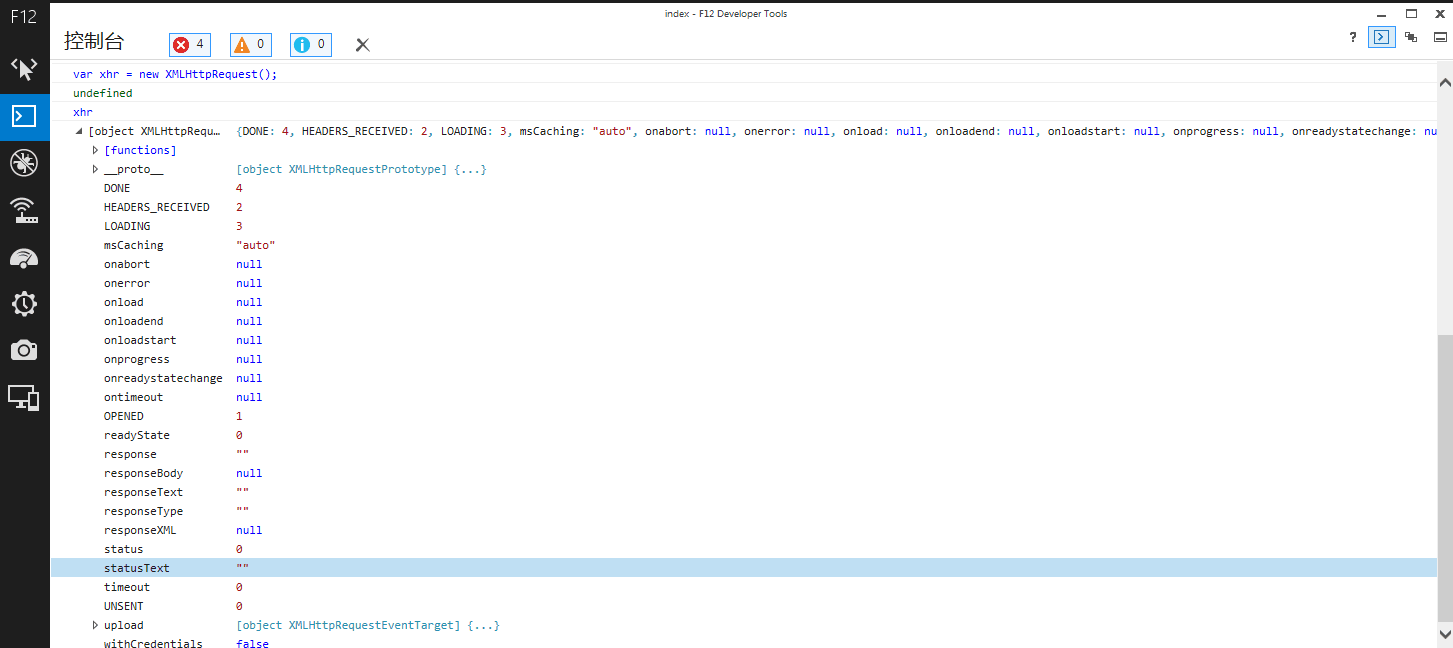 index - F12 Developer Tools
F12
控制台
4
0
0
?
var xhr = new XMLHttpRequest();
undefined
xhr
[object XMLHttpRequ… {DONE: 4, HEADERS_RECEIVED: 2, LOADING: 3, msCaching: "auto", onabort: null, onerror: null, onload: null, onloadend: null, onloadstart: null, onprogress: null, onreadystatechange: nu
[functions]
__proto__ [object XMLHttpRequestPrototype] {...}
DONE 4
HEADERS_RECEIVED 2
LOADING 3
msCaching "auto"
onabort null
onerror null
onload null
onloadend null
onloadstart null
onprogress null
onreadystatechange null
ontimeout null
OPENED 1
readyState 0
response ""
responseBody null
responseText ""
responseType ""
responseXML null
status 0
statusText ""
timeout 0
UNSENT 0
upload [object XMLHttpRequestEventTarget] {...}
withCredentials false